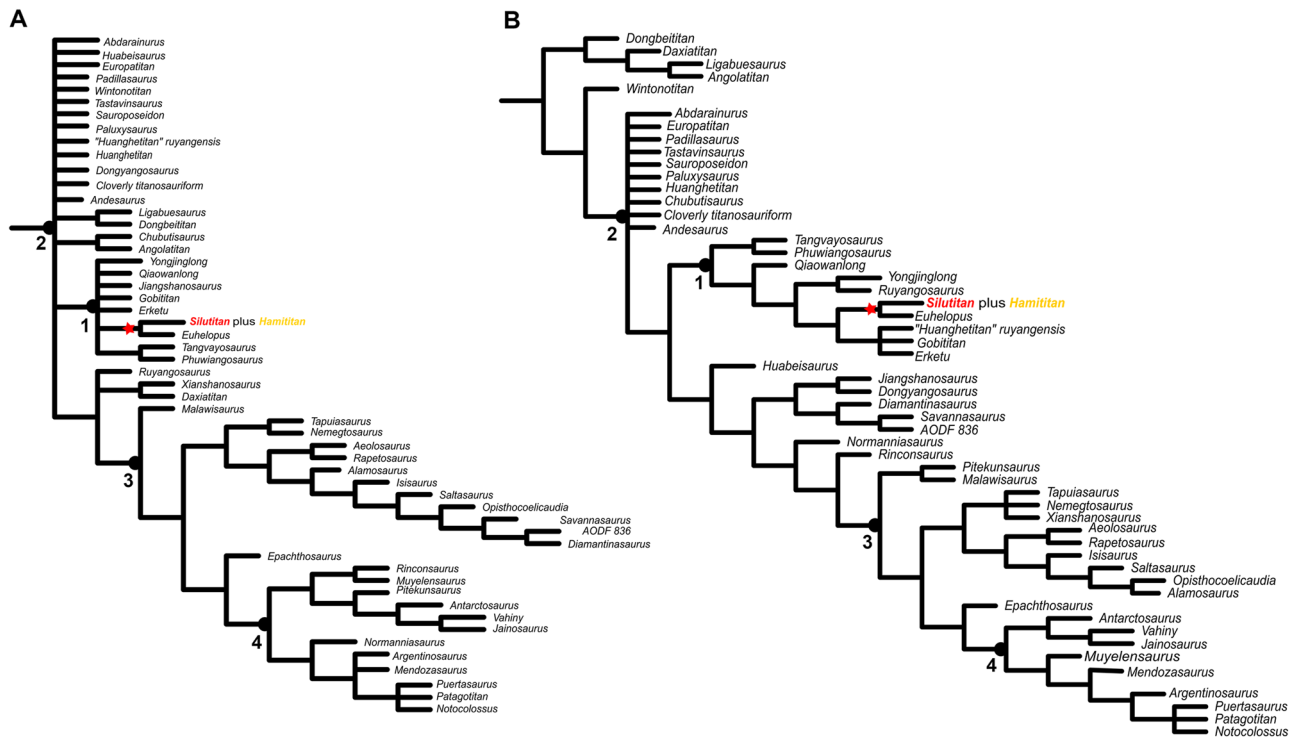 A
Abdarainurus
Huabeisaurus
Europatitan
Padillasaurus
Wintonotitan
Tastavinsaurus
Sauroposeidon
Paluxysaurus
"Huanghetitan" ruyangensis
Huanghetitan
Dongyangosaurus
Cloverly titanosauriform
Andesaurus
Ligabuesaurus
Dongbeititan
2
Chubutisaurus
Angolatitan
Yongjinglong
Qiaowanlong
Jiangshanosaurus
Gobititan
Erketu
1
Silutitan plus Hamititan
Euhelopus
Tangvayosaurus
Phuwiangosaurus
Ruyangosaurus
Xianshanosaurus
Daxiatitan
Malawisaurus
Tapuiasaurus
Nemegtosaurus
Aeolosaurus
Rapetosaurus
3
Alamosaurus
Isisaurus
Saltasaurus
Opisthocoelicaudia
Savannasaurus
AODF 836
Diamantinasaurus
Epachthosaurus
Rinconsaurus
Muyelensaurus
Pitekunsaurus
Antarctosaurus
Vahiny
Jainosaurus
4
Normanniasaurus
Argentinosaurus
Mendozasaurus
Puertasaurus
Patagotitan
Notocolossus
B
Dongbeititan
Daxiatitan
Ligabuesaurus
Angolatitan
Wintonotitan
Abdarainurus
Europatitan
Padillasaurus
Tastavinsaurus
Sauroposeidon
Paluxysaurus
Huanghetitan
Chubutisaurus
Cloverly titanosauriform
Andesaurus
2
Tangvayosaurus
Phuwiangosaurus
Qiaowanlong
1
Yongjinglong
Ruyangosaurus
Silutitan plus Hamititan
Euhelopus
"Huanghetitan" ruyangensis
Gobititan
Erketu
Huabeisaurus
Jiangshanosaurus
Dongyangosaurus
Diamantinasaurus
Savannasaurus
AODF 836
Normanniasaurus
Rinconsaurus
Pitekunsaurus
Malawisaurus
Tapuiasaurus
Nemegtosaurus
Xianshanosaurus
3
Aeolosaurus
Rapetosaurus
Isisaurus
Saltasaurus
Opisthocoelicaudia
Alamosaurus
Epachthosaurus
Antarctosaurus
Vahiny
Jainosaurus
4
Muyelensaurus
Mendozasaurus
Argentinosaurus
Puertasaurus
Patagotitan
Notocolossus